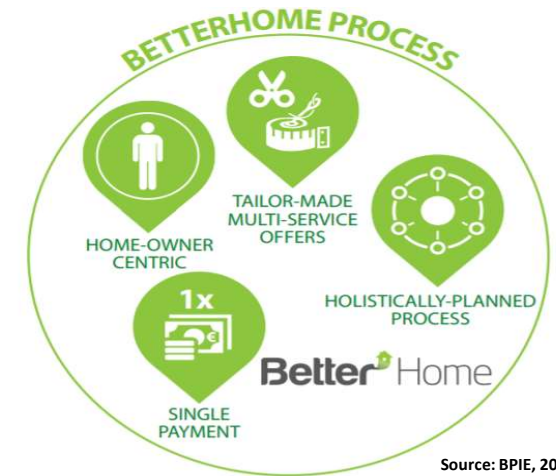 BETTERHOME PROCESS
TAILOR-MADE
MULTI-SERVICE
OFFERS
HOME-OWNER
CENTRIC
HOLISTICALLY-PLANNED
PROCESS
1x
€
SINGLE
PAYMENT
Better Home
Source: BPIE, 20